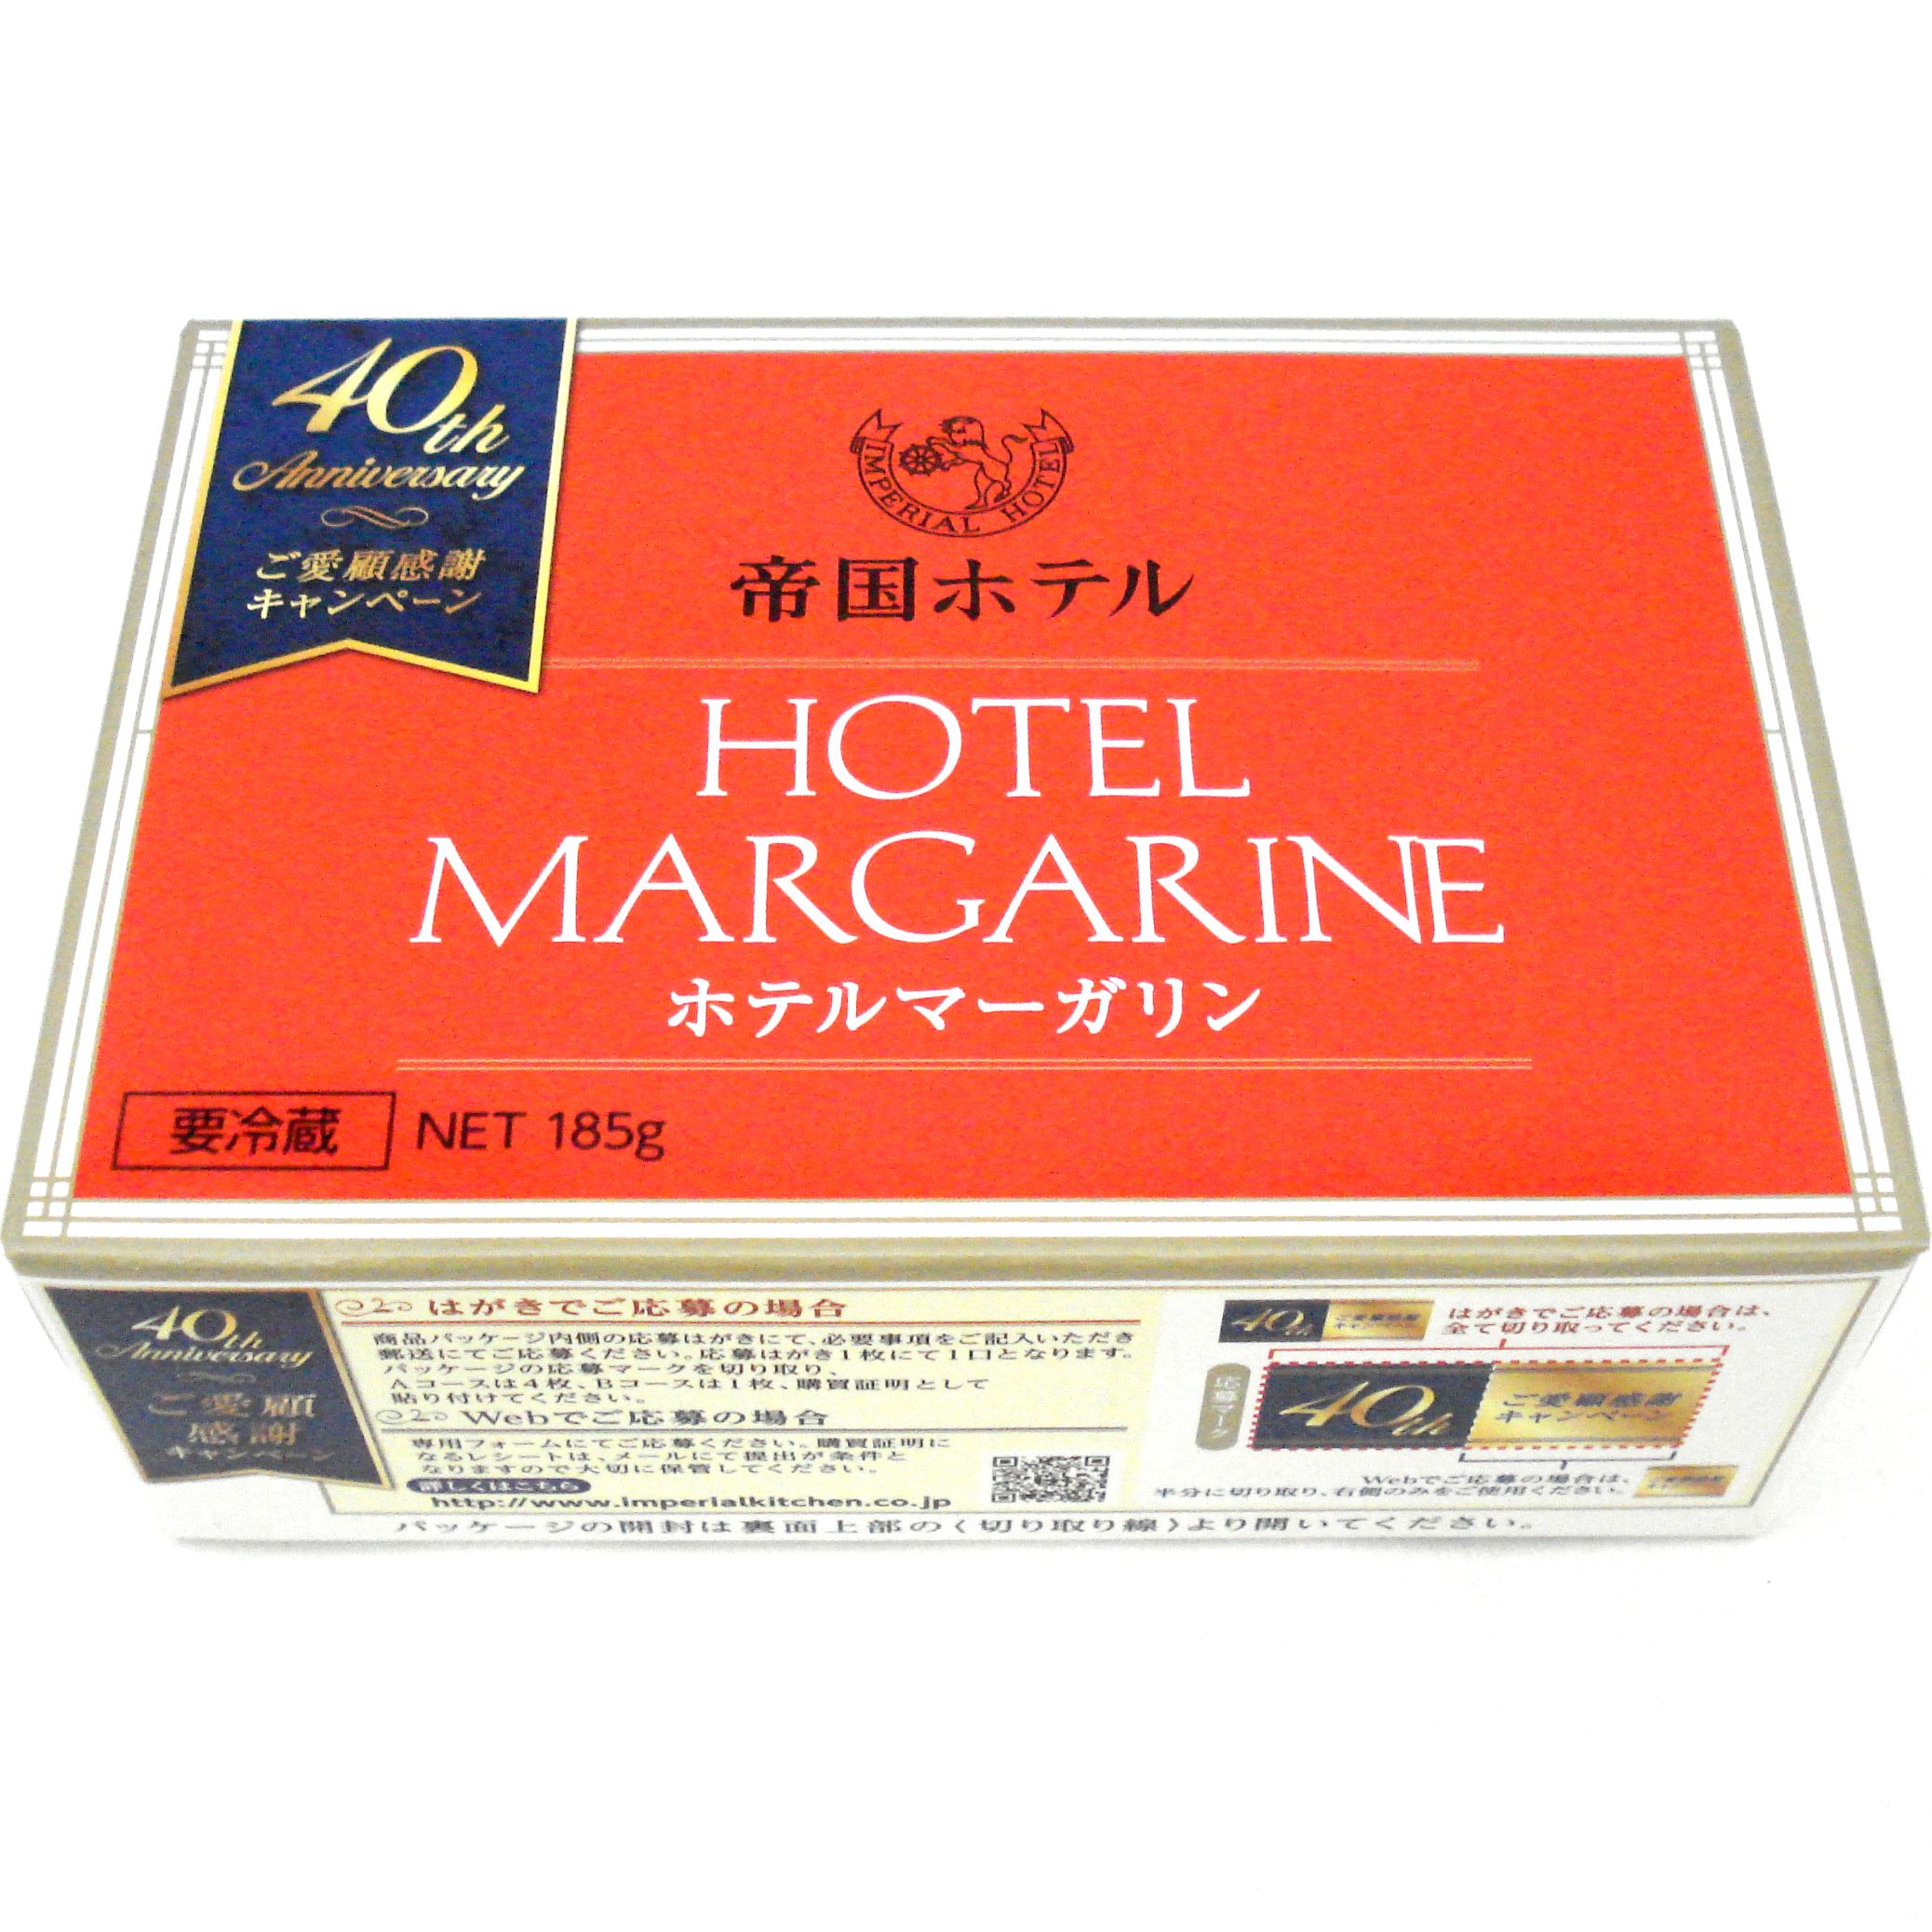 40th
Anniversary
ご愛顧感謝
キャンペーン
IMPERIAL HOTEL
帝国ホテル
HOTEL
MARGARINE
ホテルマーガリン
要冷蔵 NET 185g
40th
Anniversary
ご愛顧
感謝
キャンペーン
はがきでご応募の場合
商品パッケージ内側の応募はがきにて、必要事項をご記入いただき
郵送にてご応募ください。応募はがき1枚にて1口となります。
パッケージの応募マークを切り取り、
Aコースは4枚、Bコースは1枚、購買証明として
貼り付けてください。
Webでご応募の場合
専用フォームにてご応募ください。購買証明に
なるレシートは、メールにて提出が条件と
なりますので大切に保管してください。
詳しくはこちら
http://www.imperialkitchen.co.jp
40th
はがきでご応募の場合は、
全て切り取ってください。
応募マーク
40th
ご愛顧感謝
キャンペーン
Webでご応募の場合は、
半分に切り取り、右側のみをご使用ください。
パッケージの開封は裏面上部の〈切り取り線〉より開いてください。